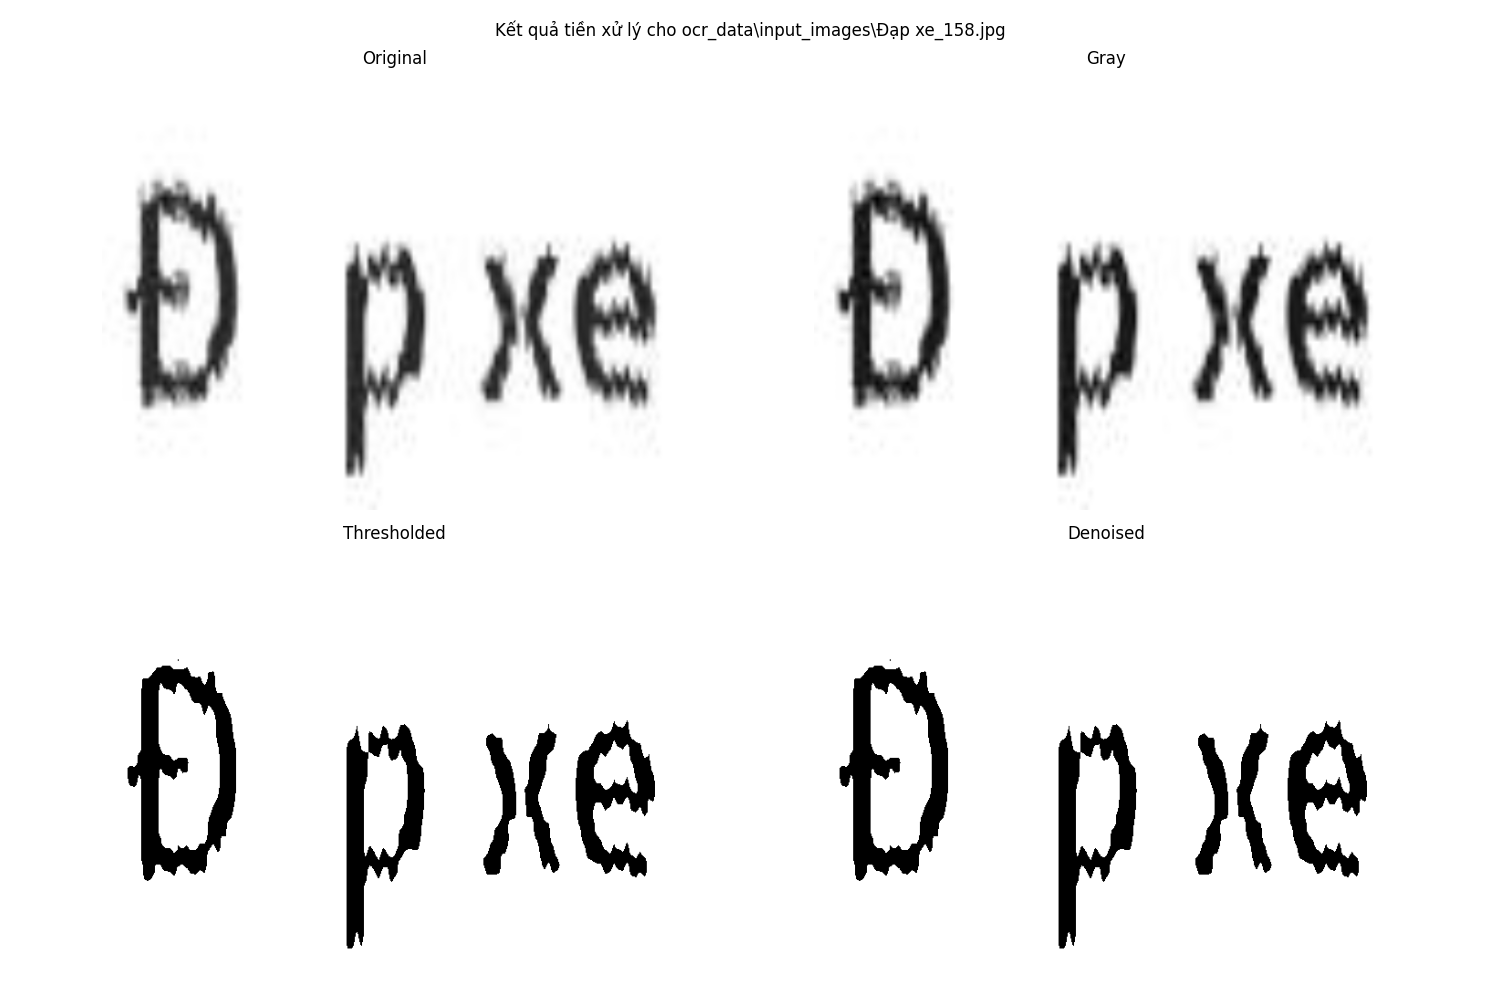 Kết quả tiền xử lý cho ocr_data\input_images\Đạp xe_158.jpg
Original Gray
Đ p xe Đ p xe
Thresholded Denoised
Đ p xe Đ p xe